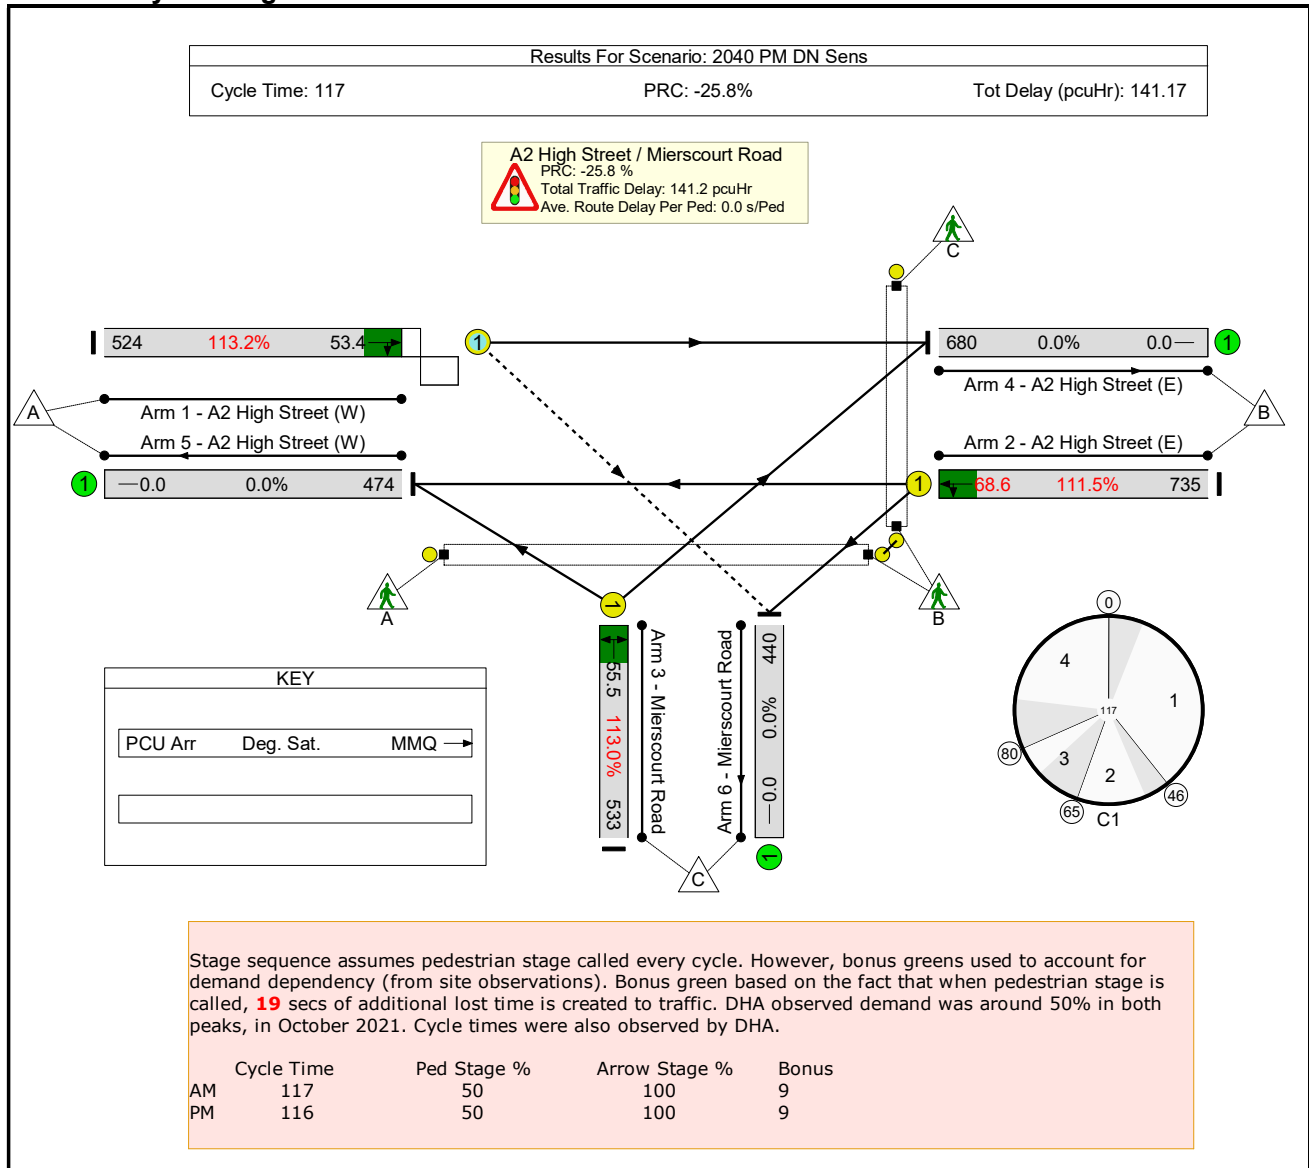 Results For Scenario: 2040 PM DN Sens
Cycle Time: 117 PRC: -25.8% Tot Delay (pcuHr): 141.17
A2 High Street / Mierscourt Road
PRC: -25.8 %
Total Traffic Delay: 141.2 pcuHr
Ave. Route Delay Per Ped: 0.0 s/Ped
C
524 113.2% 53.4
1
680 0.0% 0.0
1
Arm 4 - A2 High Street (E)
A
Arm 1 - A2 High Street (W)
B
Arm 5 - A2 High Street (W)
Arm 2 - A2 High Street (E)
1
0.0 0.0% 474
1
68.6 111.5% 735
A
B
1
55.5 113.0% 533
Arm 3 - Mierscourt Road
Arm 6 - Mierscourt Road
0.0 0.0% 440
1
C
0
4
1
117
80
3
2
46
65
C1
KEY
PCU Arr Deg. Sat. MMQ
Stage sequence assumes pedestrian stage called every cycle. However, bonus greens used to account for
demand dependency (from site observations). Bonus green based on the fact that when pedestrian stage is
called, 19 secs of additional lost time is created to traffic. DHA observed demand was around 50% in both
peaks, in October 2021. Cycle times were also observed by DHA.
Cycle Time Ped Stage % Arrow Stage % Bonus
AM 117 50 100 9
PM 116 50 100 9